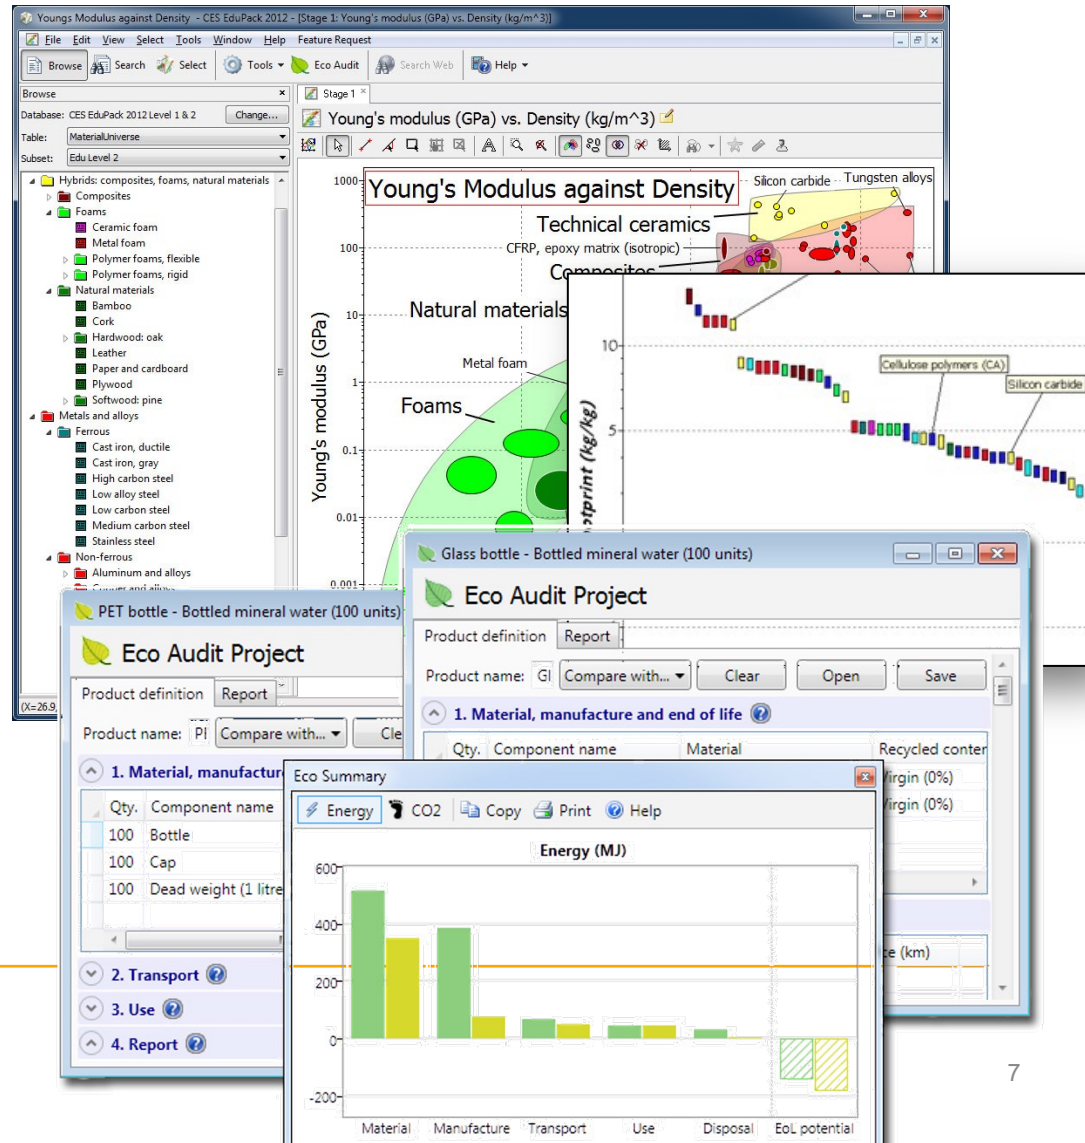 Youngs Modulus against Density - CES EduPack 2012 - [Stage 1: Young's modulus (GPa) vs. Density (kg/m^3)]
File Edit View Select Tools Window Help Feature Request
Browse Search Select Tools Eco Audit Search Web Help
Browse
Database: CES EduPack 2012 Level 1 & 2 Change...
Table: MaterialUniverse
Subset: Edu Level 2
Hybrids: composites, foams, natural materials
Composites
Foams
Ceramic foam
Metal foam
Polymer foams, flexible
Polymer foams, rigid
Natural materials
Bamboo
Cork
Hardwood: oak
Leather
Paper and cardboard
Plywood
Softwood: pine
Metals and alloys
Ferrous
Cast iron, ductile
Cast iron, gray
High carbon steel
Low alloy steel
Low carbon steel
Medium carbon steel
Stainless steel
Non-ferrous
Aluminum and alloys
(X=26.9,
Stage 1
Young's modulus (GPa) vs. Density (kg/m^3)
Young's Modulus against Density
Silicon carbide
Tungsten alloys
Technical ceramics
CFRP, epoxy matrix (isotropic)
Composites
Natural materials
Metal foam
Foams
Young's modulus (GPa)
1000
100
10
1
0.1
0.01
0.001
10
5
Cellulose polymers (CA)
Silicon carbide
otprint (kg/kg)
PET bottle - Bottled mineral water (100 units)
Eco Audit Project
Product definition Report
Product name: Compare with... Cle
1. Material, manufactur
Qty. Component name
100 Bottle
100 Cap
100 Dead weight (1 litre
2. Transport
3. Use
4. Report
Glass bottle - Bottled mineral water (100 units)
Eco Audit Project
Product definition Report
Product name: Gl Compare with... Clear Open Save
1. Material, manufacture and end of life
Qty. Component name Material Recycled conten
Virgin (0%)
Virgin (0%)
ce (km)
Eco Summary
Energy CO2 Copy Print Help
Energy (MJ)
600
400
200
0
-200
Material Manufacture Transport Use Disposal EoL potential
7